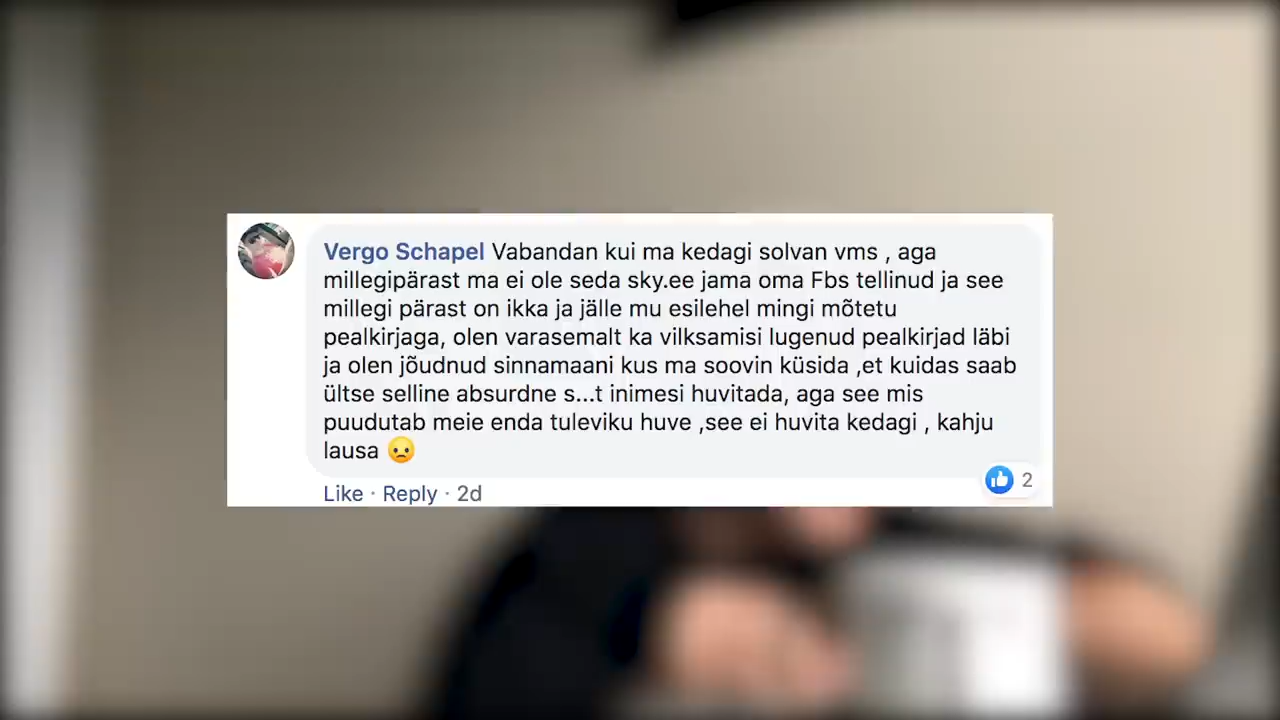 Vergo Schapel Vabandan kui ma kedagi solvan vms , aga
millegipärast ma ei ole seda sky.ee jama oma Fbs tellinud ja see
millegi pärast on ikka ja jälle mu esilehel mingi mõtetu
pealkirjaga, olen varasemalt ka vilksamisi lugenud pealkirjad läbi
ja olen jõudnud sinnamaani kus ma soovin küsida ,et kuidas saab
ültse selline absurdne s...t inimesi huvitada, aga see mis
puudutab meie enda tuleviku huve ,see ei huvita kedagi , kahju
lausa 😟
Like · Reply · 2d
2